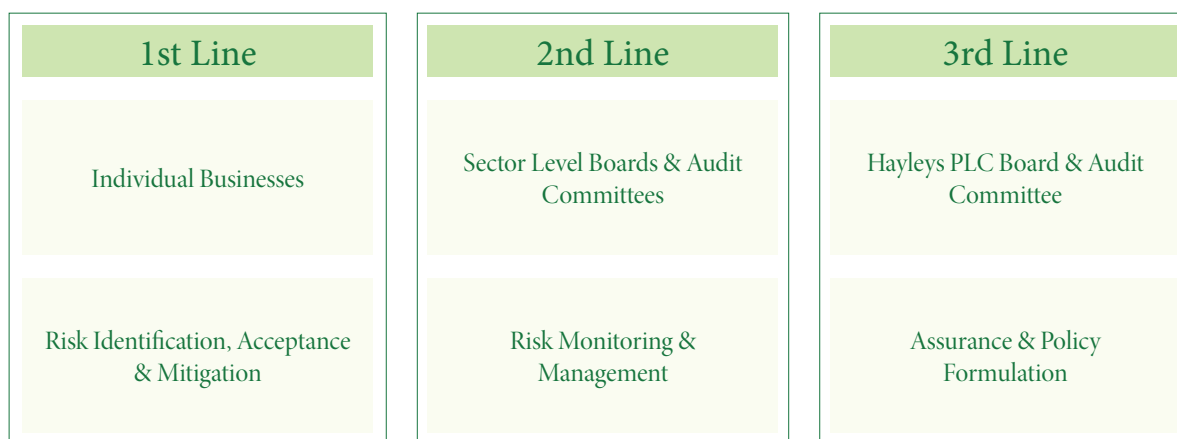 1st Line
Individual Businesses
Risk Identification, Acceptance
& Mitigation
2nd Line
Sector Level Boards & Audit
Committees
Risk Monitoring &
Management
3rd Line
Hayleys PLC Board & Audit
Committee
Assurance & Policy
Formulation